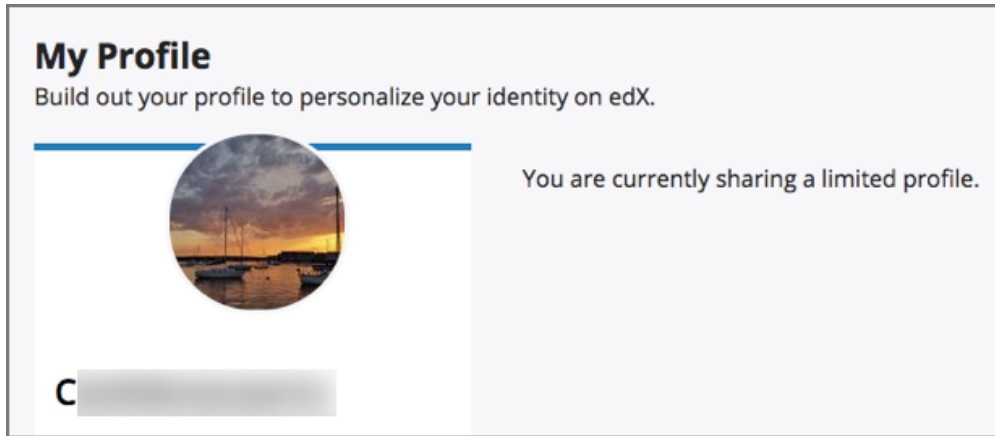 My Profile
Build out your profile to personalize your identity on edX.
You are currently sharing a limited profile.